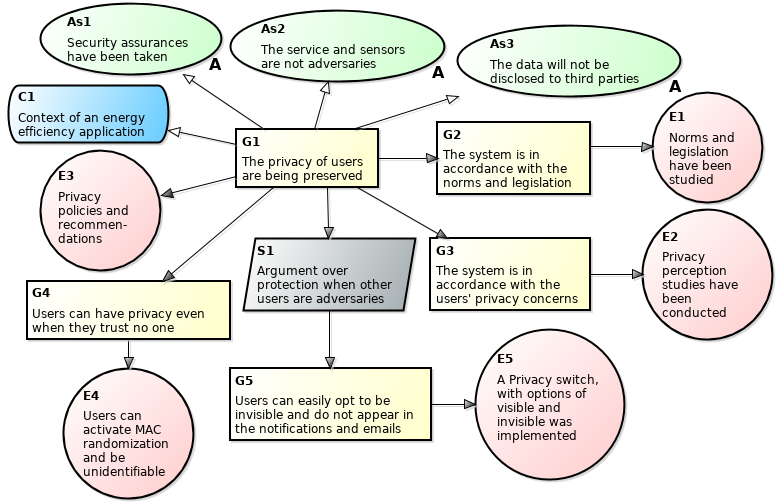 As1
Security assurances
have been taken
A
As2
The service and sensors
are not adversaries
A
As3
The data will not be
disclosed to third parties
A
C1
Context of an energy
efficiency application
G1
The privacy of users
are being preserved
G2
The system is in
accordance with the
norms and legislation
E1
Norms and
legislation
have been
studied
E3
Privacy
policies and
recommen-
dations
S1
Argument over
protection when other
users are adversaries
G3
The system is in
accordance with the
users' privacy concerns
E2
Privacy
perception
studies have
been
conducted
G4
Users can have privacy even
when they trust no one
E4
Users can
activate MAC
randomization
and be
unidentifiable
G5
Users can easily opt to be
invisible and do not appear in
the notifications and emails
E5
A Privacy switch,
with options of
visible and
invisible was
implemented